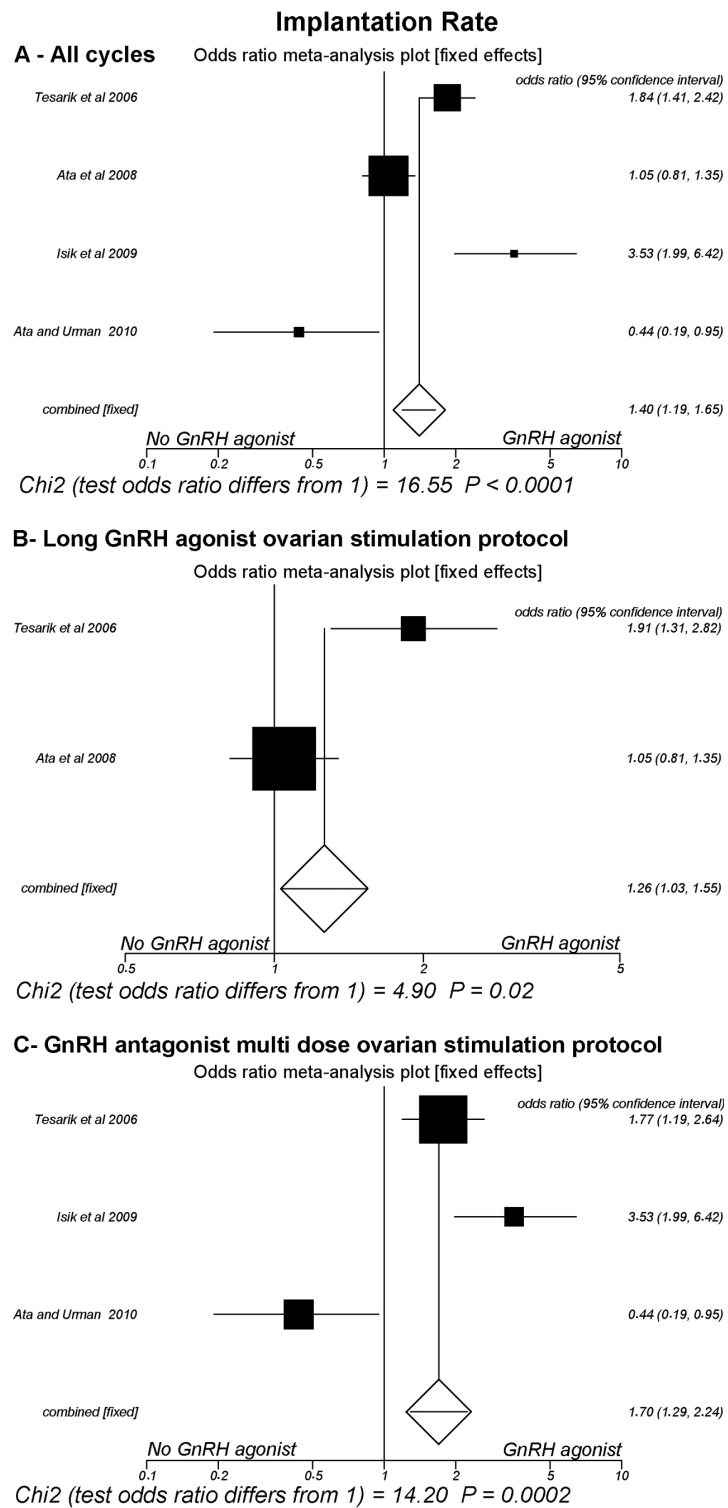 Implantation Rate
A - All cycles
Odds ratio meta-analysis plot [fixed effects]
odds ratio (95% confidence interval)
Tesarik et al 2006 1.84 (1.41, 2.42)
Ata et al 2008 1.05 (0.81, 1.35)
Isik et al 2009 3.53 (1.99, 6.42)
Ata and Urman 2010 0.44 (0.19, 0.95)
combined [fixed] 1.40 (1.19, 1.65)
No GnRH agonist GnRH agonist
0.1 0.2 0.5 1 2 5 10
Chi2 (test odds ratio differs from 1) = 16.55 P < 0.0001
B- Long GnRH agonist ovarian stimulation protocol
Odds ratio meta-analysis plot [fixed effects]
odds ratio (95% confidence interval)
Tesarik et al 2006 1.91 (1.31, 2.82)
Ata et al 2008 1.05 (0.81, 1.35)
combined [fixed] 1.26 (1.03, 1.55)
No GnRH agonist GnRH agonist
0.5 1 2 5
Chi2 (test odds ratio differs from 1) = 4.90 P = 0.02
C- GnRH antagonist multi dose ovarian stimulation protocol
Odds ratio meta-analysis plot [fixed effects]
odds ratio (95% confidence interval)
Tesarik et al 2006 1.77 (1.19, 2.64)
Isik et al 2009 3.53 (1.99, 6.42)
Ata and Urman 2010 0.44 (0.19, 0.95)
combined [fixed] 1.70 (1.29, 2.24)
No GnRH agonist GnRH agonist
0.1 0.2 0.5 1 2 5 10
Chi2 (test odds ratio differs from 1) = 14.20 P = 0.0002